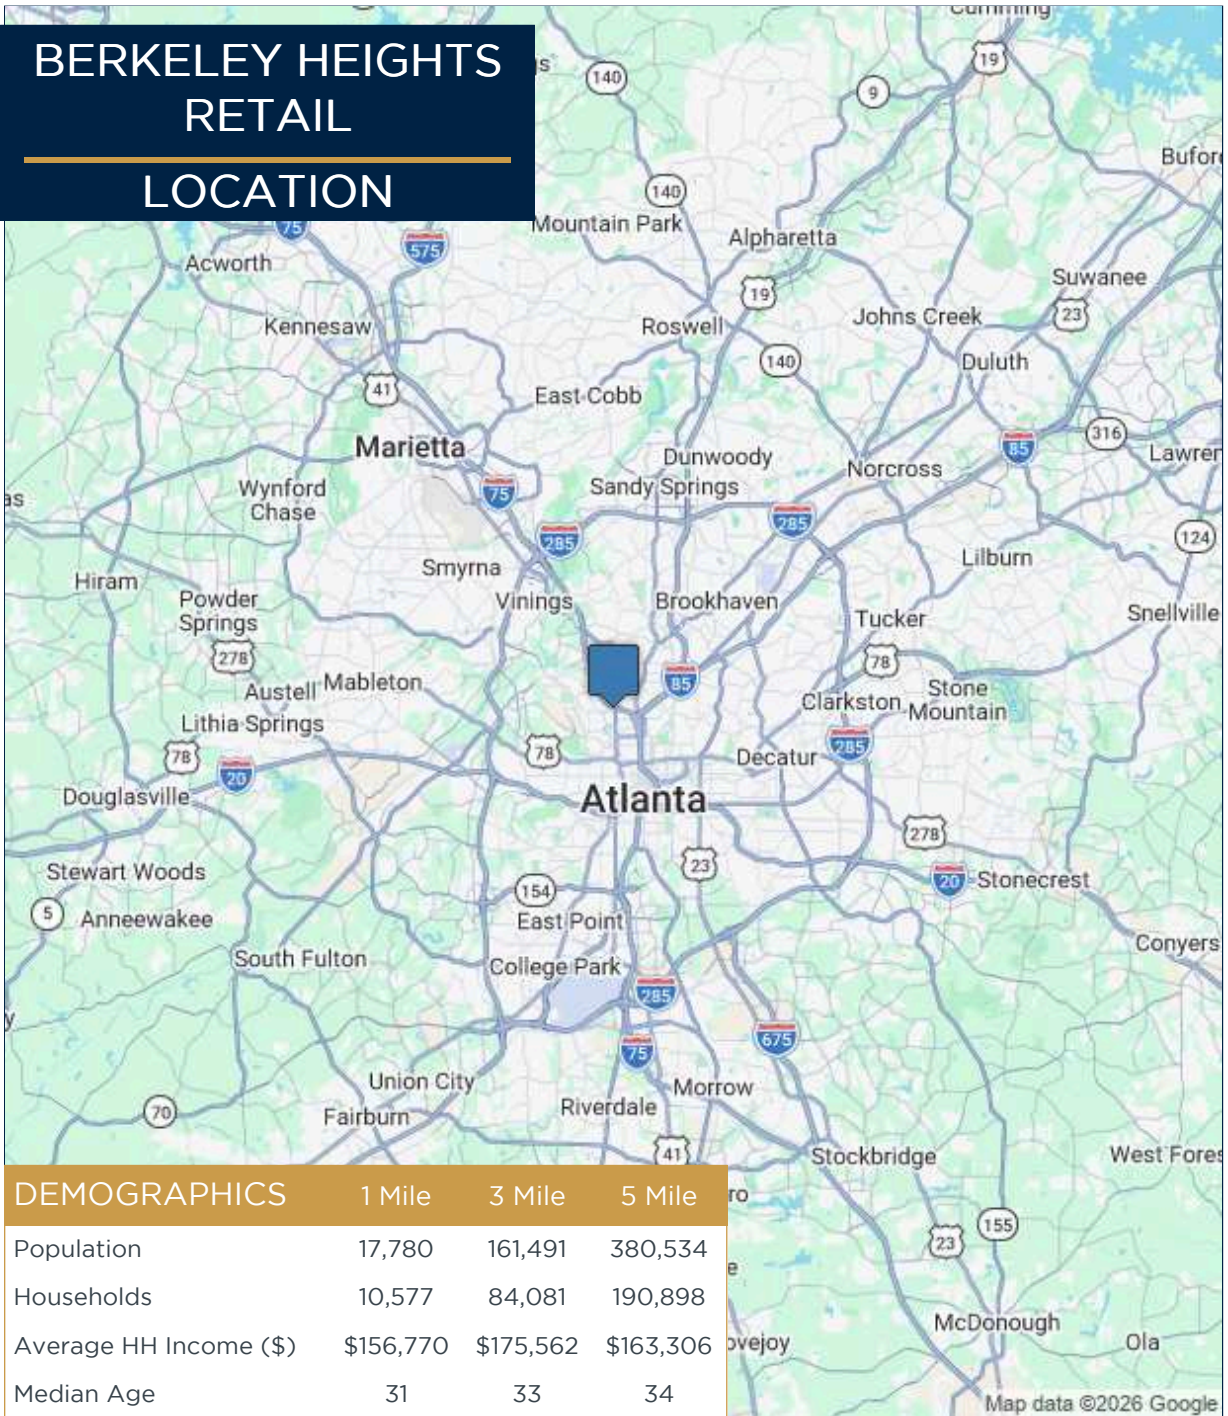 BERKELEY HEIGHTS
RETAIL
LOCATION
Cumming
19
140
9
Buford
140
Mountain Park
Alpharetta
75
575
Acworth
Suwanee
19
23
Kennesaw
Roswell
Johns Creek
140
Duluth
41
East Cobb
316
85
Marietta
Dunwoody
Norcross
Lawren
Wynford
Chase
75
Sandy Springs
as
285
285
124
Smyrna
Lilburn
Hiram
Powder
Springs
Vinings
Brookhaven
Tucker
Snellville
278
78
85
Austell
Mableton
Clarkston
Stone
Mountain
Lithia Springs
78
78
Decatur
285
20
Douglasville
Atlanta
278
23
Stewart Woods
154
20
Stonecrest
5
Anneewakee
East Point
South Fulton
College Park
Conyers
285
y
75
675
Union City
Morrow
70
Fairburn
Riverdale
41
Stockbridge
West Fores
ro
155
23
e
McDonough
ovejoy
Ola
DEMOGRAPHICS 1 Mile 3 Mile 5 Mile
Population 17,780 161,491 380,534
Households 10,577 84,081 190,898
Average HH Income ($) $156,770 $175,562 $163,306
Median Age 31 33 34
Map data ©2026 Google